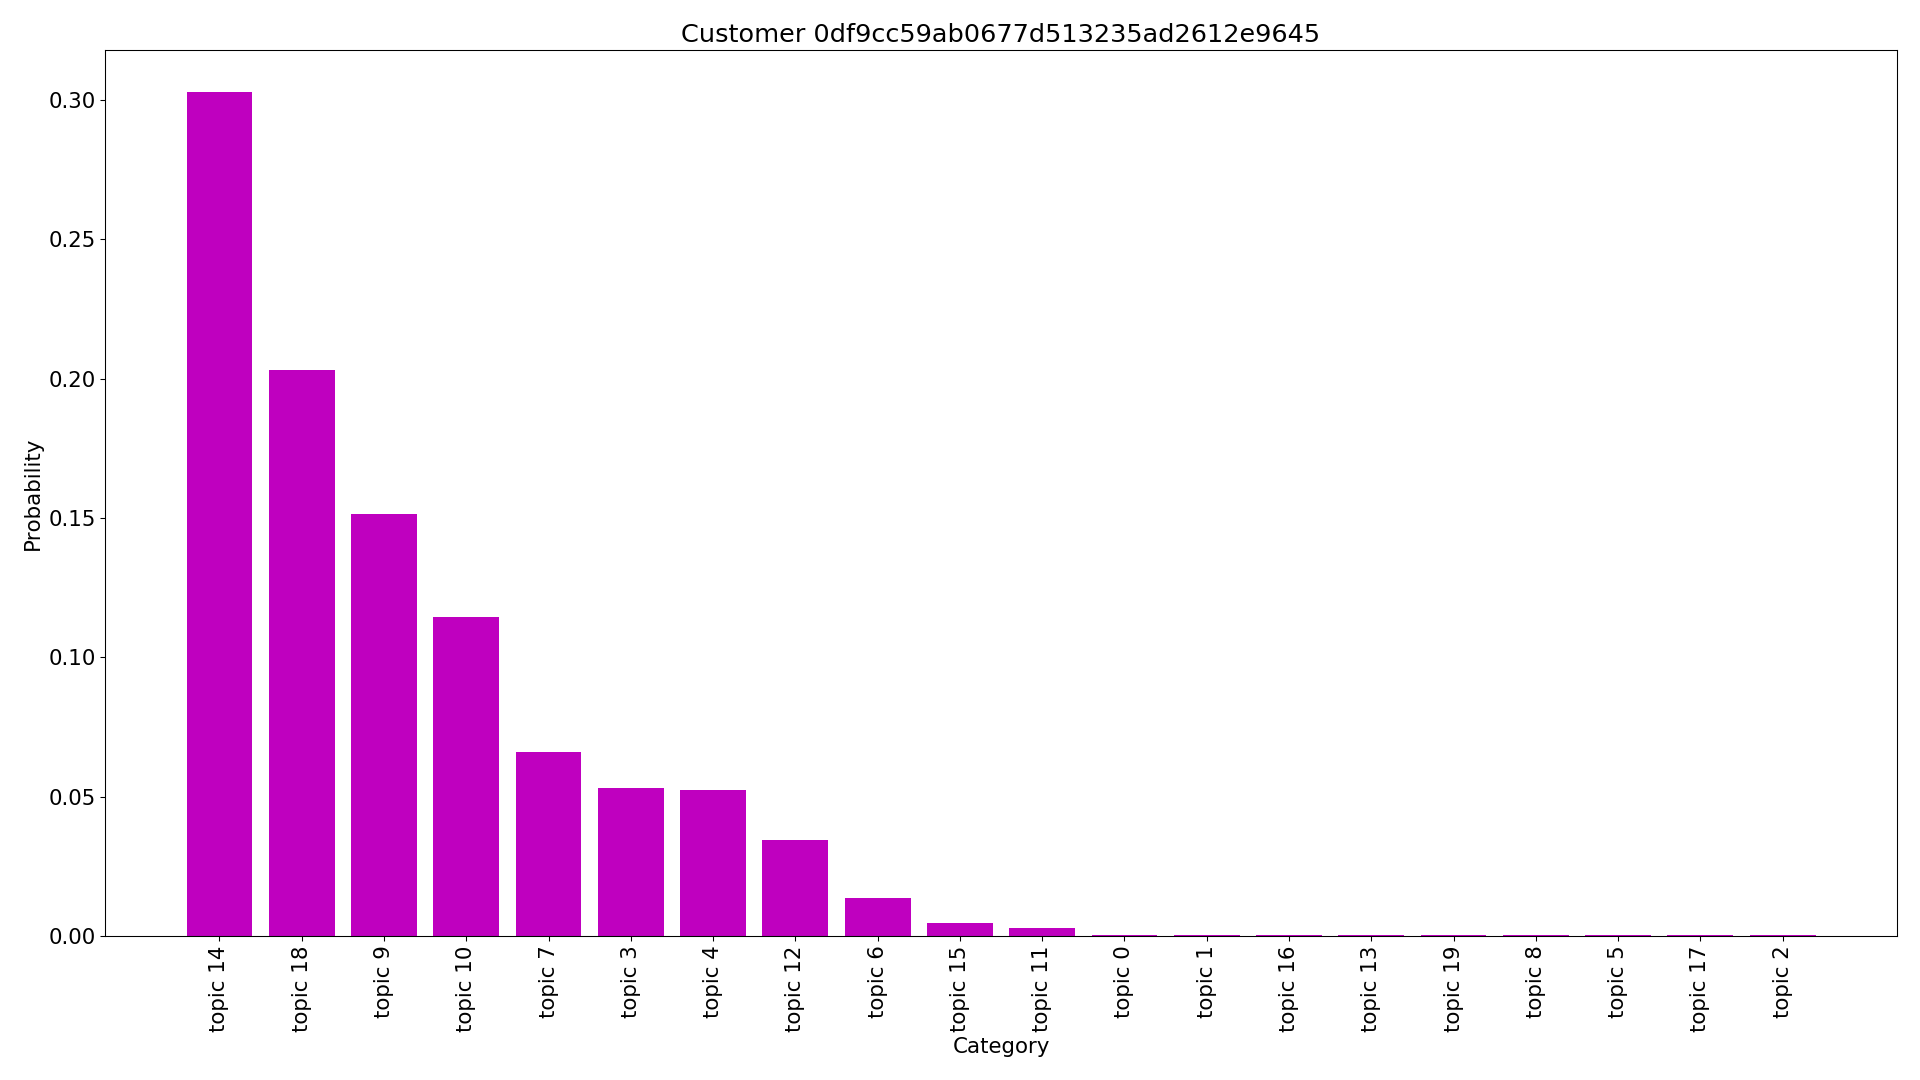 Customer 0df9cc59ab0677d513235ad2612e9645
Probability
0.30
0.25
0.20
0.15
0.10
0.05
0.00
topic 14
topic 18
topic 9
topic 10
topic 7
topic 3
topic 4
topic 12
topic 6
topic 15
topic 11
topic 0
topic 1
topic 16
topic 13
topic 19
topic 8
topic 5
topic 17
topic 2
Category